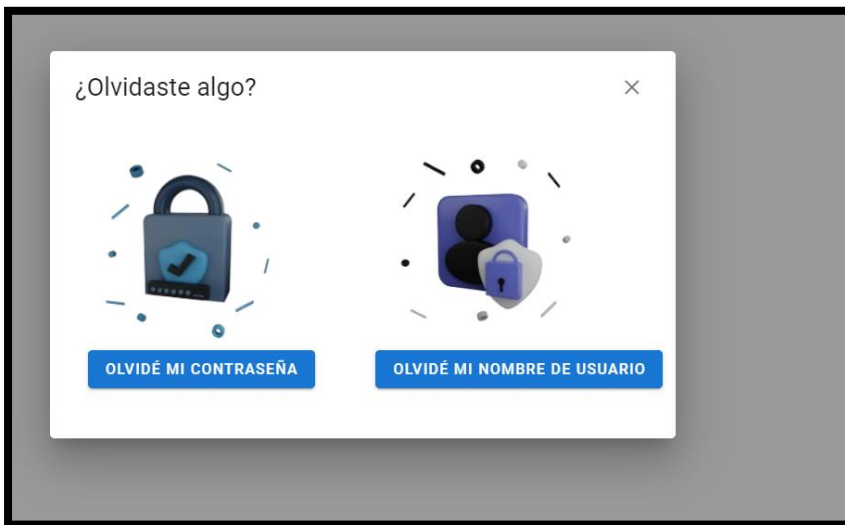 ¿Olvidaste algo?
OLVIDÉ MI CONTRASEÑA
OLVIDÉ MI NOMBRE DE USUARIO